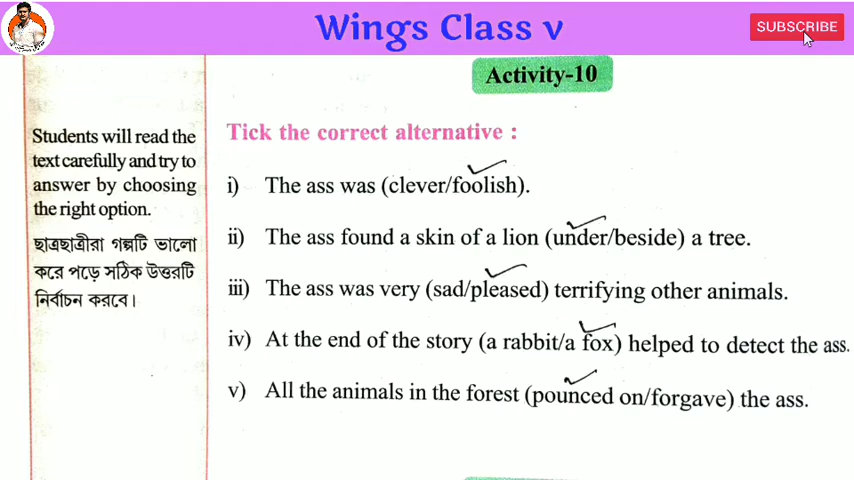 Wings Class v
SUBSCRIBE
Activity-10
Students will read the
text carefully and try to
answer by choosing
the right option.
ছাত্রছাত্রীরা গল্পটি ভালো
করে পড়ে সঠিক উত্তরটি
নির্বাচন করবে।
Tick the correct alternative :
i) The ass was (clever/foolish).
ii) The ass found a skin of a lion (under/beside) a tree.
iii) The ass was very (sad/pleased) terrifying other animals.
iv) At the end of the story (a rabbit/a fox) helped to detect the ass.
v) All the animals in the forest (pounced on/forgave) the ass.